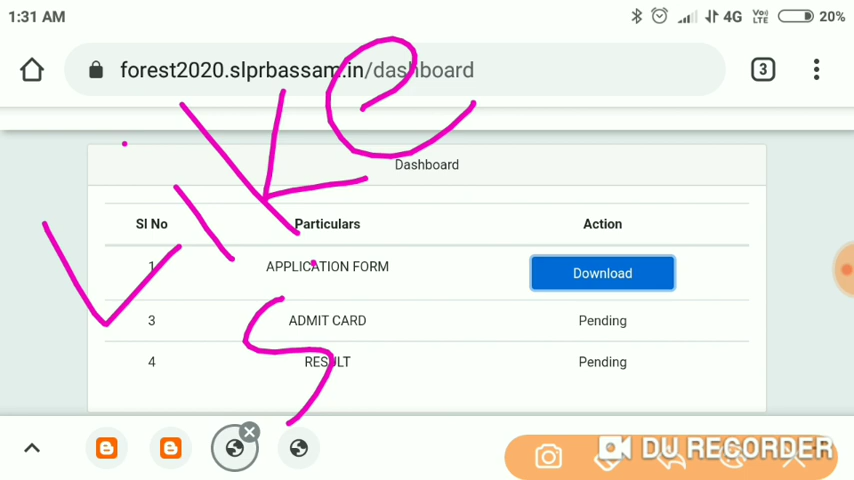 1:31 AM 4G VoLTE 20%
forest2020.slprbassam.in/dashboard 3
Dashboard
Sl No Particulars Action
1 APPLICATION FORM Download
3 ADMIT CARD Pending
4 RESULT Pending
DU RECORDER